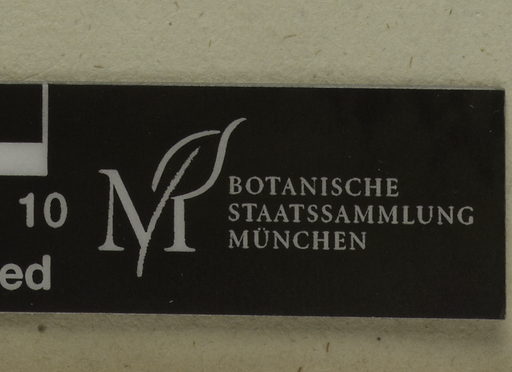 10
ed
BOTANISCHE
STAATSSAMMLUNG
MÜNCHEN